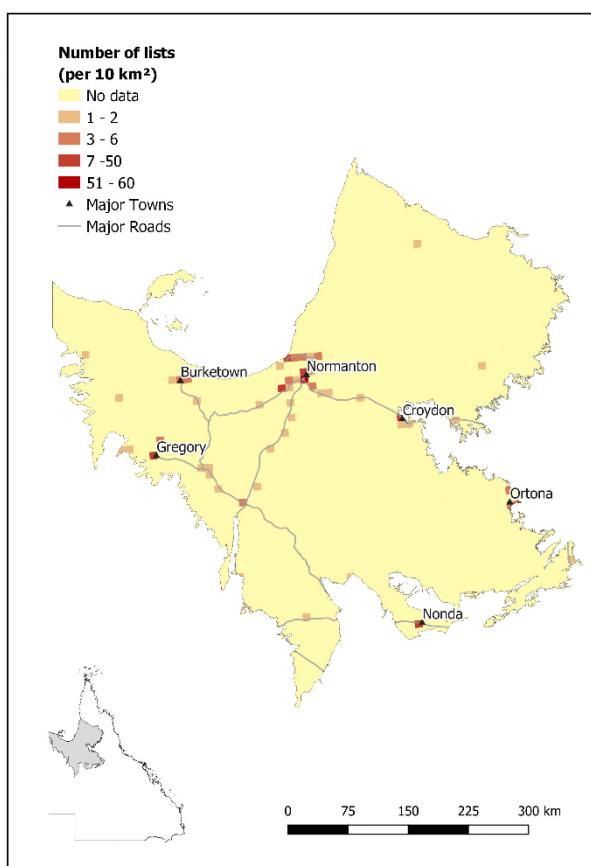 Number of lists
(per 10 km²)
No data
1 - 2
3 - 6
7 -50
51 - 60
Major Towns
Major Roads
Burketown
Normanton
Croydon
Gregory
Ortona
Nonda
0 75 150 225 300 km